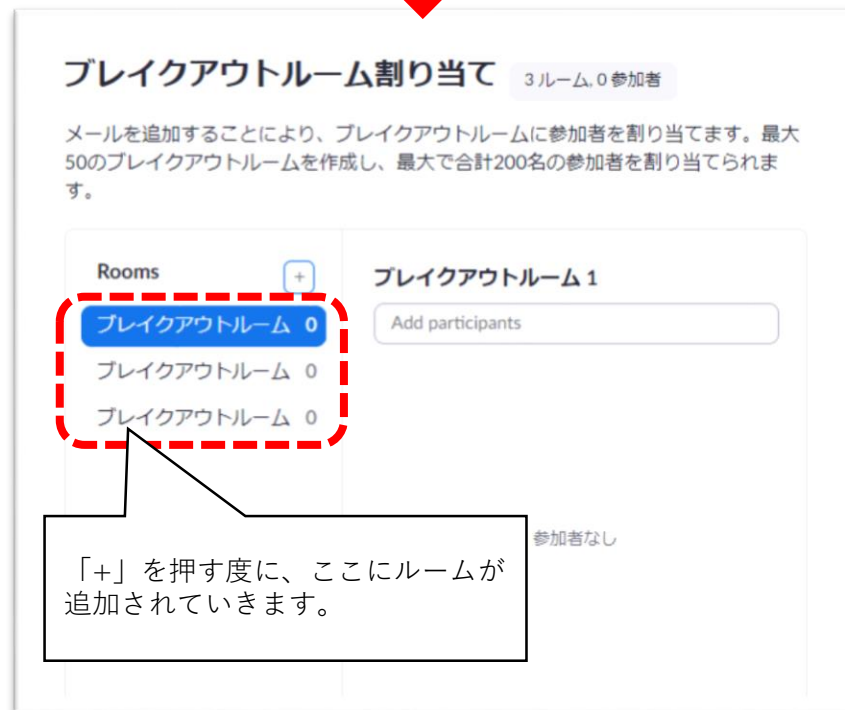 ブレイクアウトルーム割り当て 3 ルーム, 0 参加者
メールを追加することにより、ブレイクアウトルームに参加者を割り当てます。最大
50のブレイクアウトルームを作成し、最大で合計200名の参加者を割り当てられま
す。
Rooms +
ブレイクアウトルーム 1
ブレイクアウトルーム 0
Add participants
ブレイクアウトルーム 0
ブレイクアウトルーム 0
参加者なし
「+」を押す度に、ここにルームが
追加されていきます。